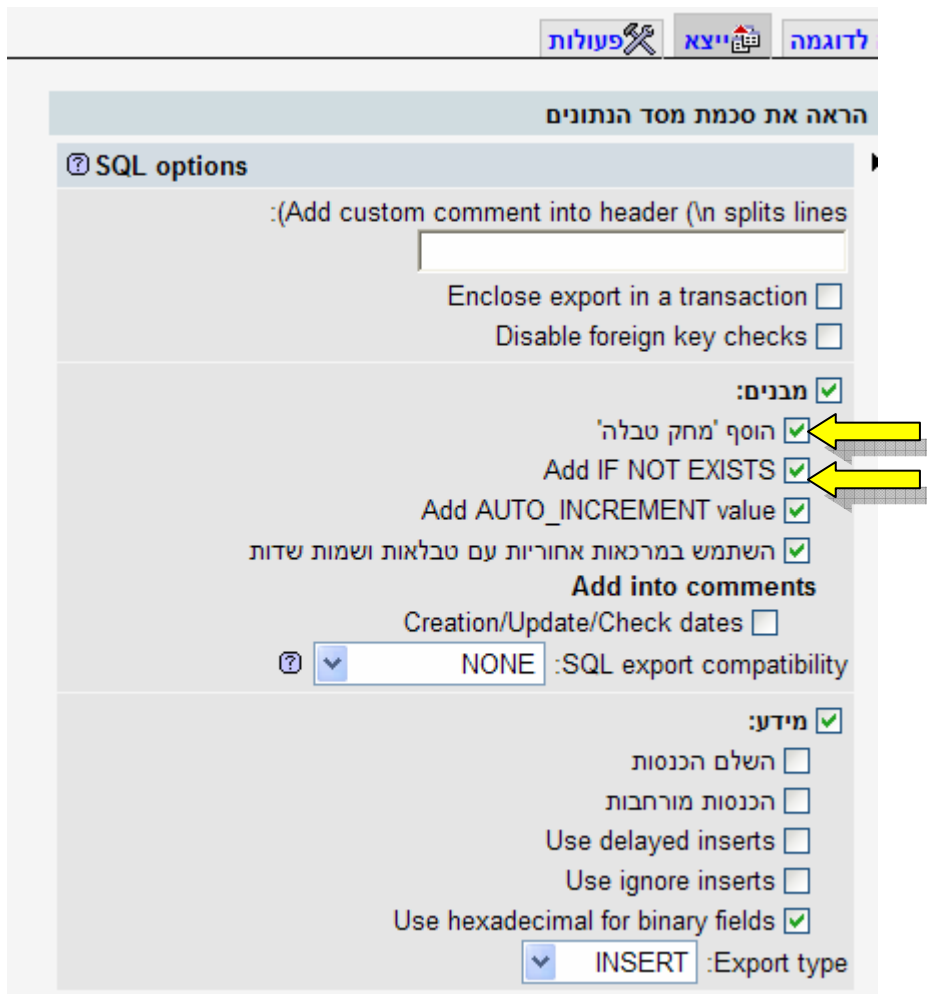 לדוגמה ייצא פעולות
הראה את סכמת מסד הנתונים
SQL options
:(Add custom comment into header (\n splits lines
Enclose export in a transaction
Disable foreign key checks
מבנים:
הוסף 'מחק טבלה'
Add IF NOT EXISTS
Add AUTO_INCREMENT value
השתמש במרכאות אחוריות עם טבלאות ושמות שדות
Add into comments
Creation/Update/Check dates
NONE :SQL export compatibility
מידע:
השלם הכנסות
הכנסות מורחבות
Use delayed inserts
Use ignore inserts
Use hexadecimal for binary fields
INSERT :Export type